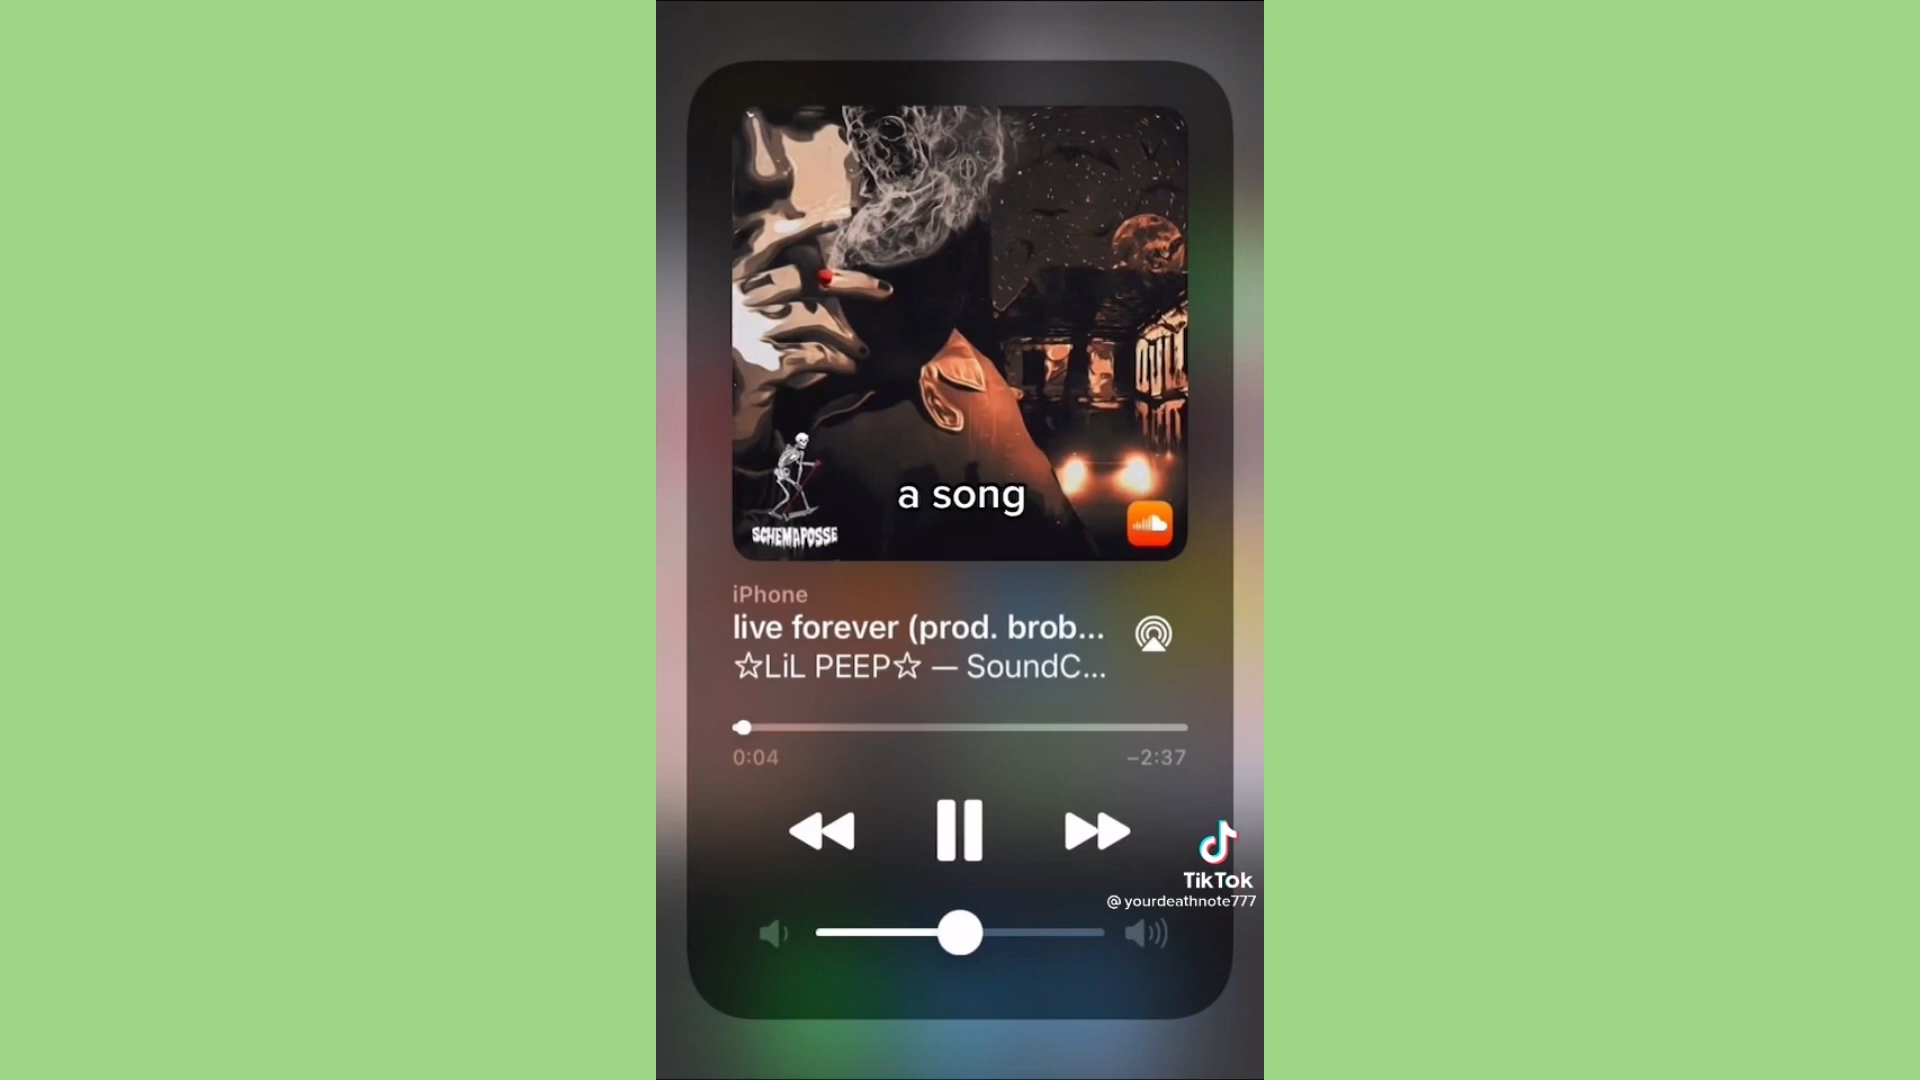 a song
SCHEMAPOSSE
iPhone
live forever (prod. brob...
☆LiL PEEP☆ — SoundC...
0:04
−2:37
TikTok
@yourdeathnote777